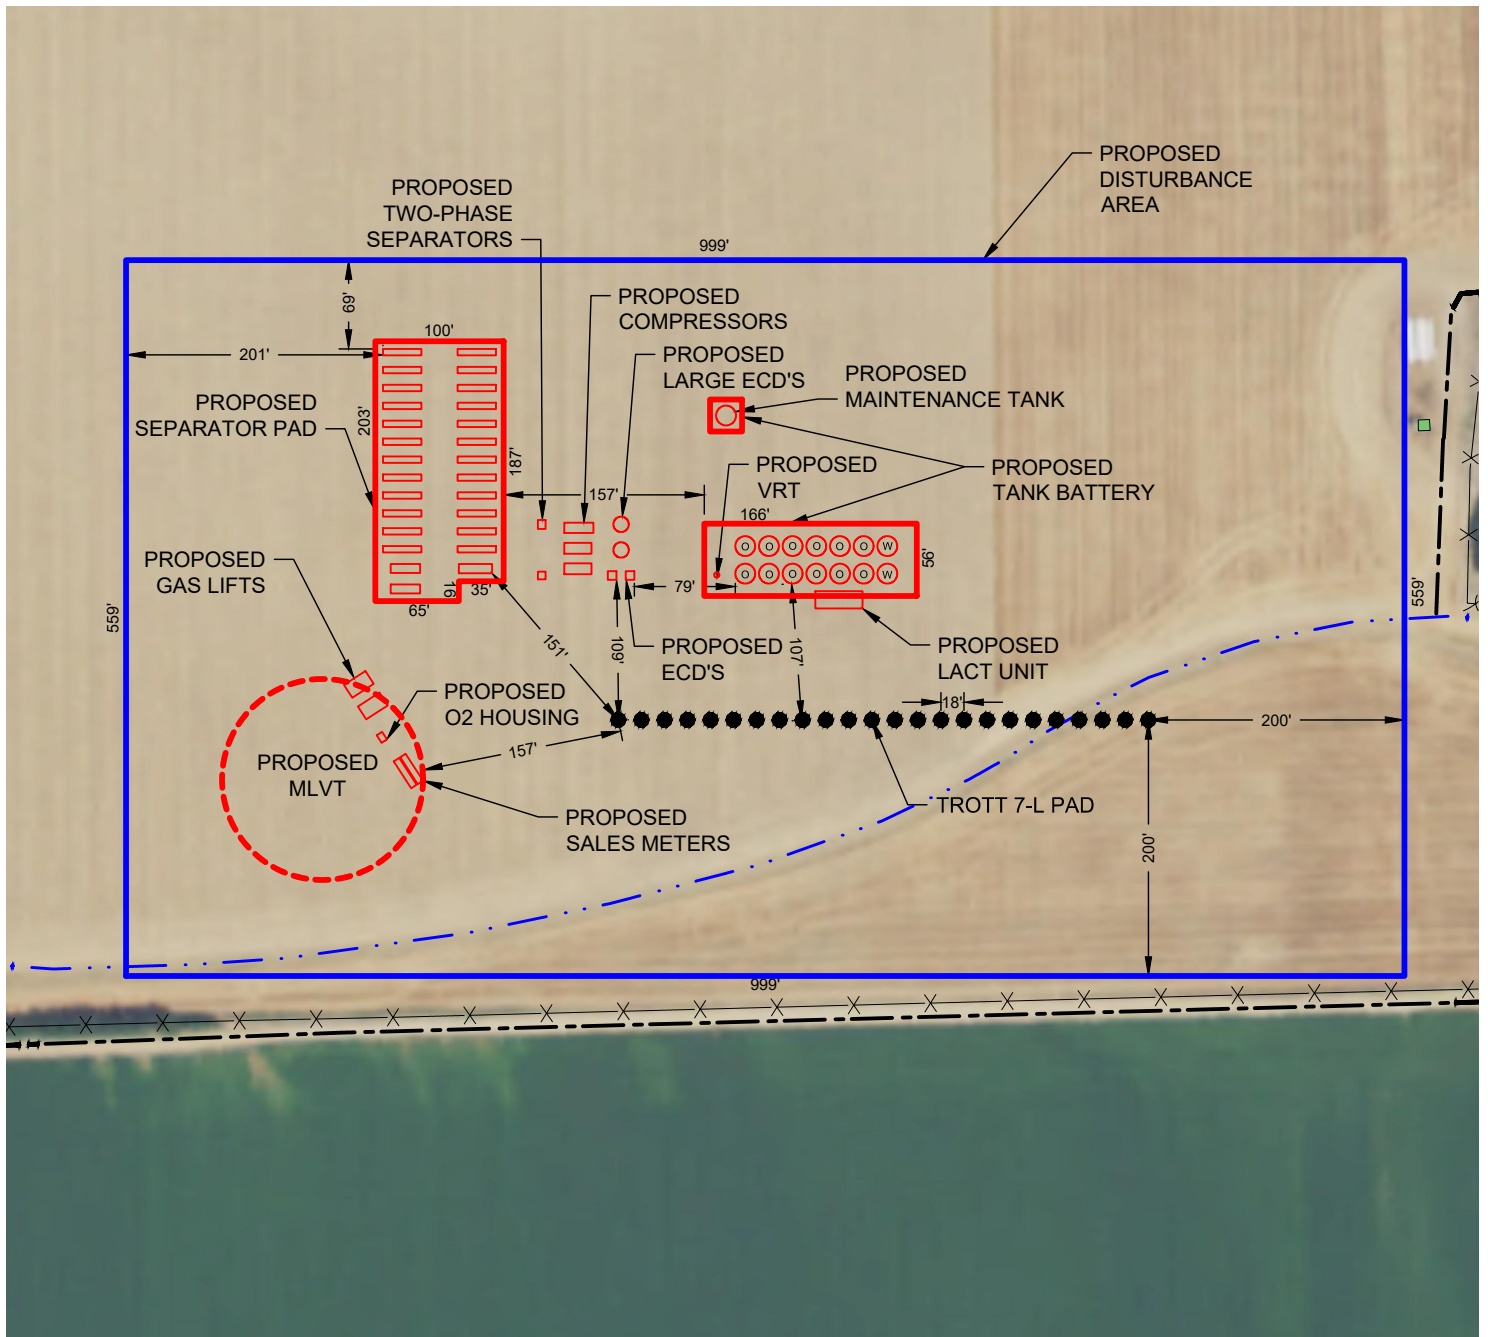 PROPOSED
DISTURBANCE
AREA
PROPOSED
TWO-PHASE
SEPARATORS
999'
69'
PROPOSED
COMPRESSORS
100'
201'
PROPOSED
LARGE ECD'S
PROPOSED
MAINTENANCE TANK
PROPOSED
SEPARATOR PAD
203'
187'
PROPOSED
VRT
PROPOSED
TANK BATTERY
157'
166'
O O O O O O W
O O O O O O W
56'
PROPOSED
GAS LIFTS
79'
16'
35'
65'
559'
559'
151'
109'
PROPOSED
ECD'S
107'
PROPOSED
LACT UNIT
PROPOSED
O2 HOUSING
18'
200'
157'
PROPOSED
MLVT
TROTT 7-L PAD
PROPOSED
SALES METERS
200'
999'